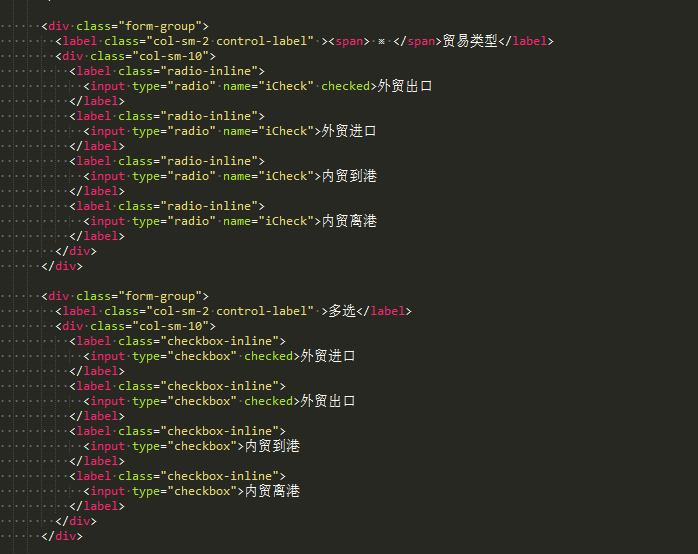 <div class="form-group">
<label class="col-sm-2 control-label" ><span> * </span>贸易类型</label>
<div class="col-sm-10">
<label class="radio-inline">
<input type="radio" name="iCheck" checked>外贸出口
</label>
<label class="radio-inline">
<input type="radio" name="iCheck">外贸进口
</label>
<label class="radio-inline">
<input type="radio" name="iCheck">内贸到港
</label>
<label class="radio-inline">
<input type="radio" name="iCheck">内贸离港
</label>
</div>
</div>
<div class="form-group">
<label class="col-sm-2 control-label" >多选</label>
<div class="col-sm-10">
<label class="checkbox-inline">
<input type="checkbox" checked>外贸进口
</label>
<label class="checkbox-inline">
<input type="checkbox" checked>外贸出口
</label>
<label class="checkbox-inline">
<input type="checkbox">内贸到港
</label>
<label class="checkbox-inline">
<input type="checkbox">内贸离港
</label>
</div>
</div>